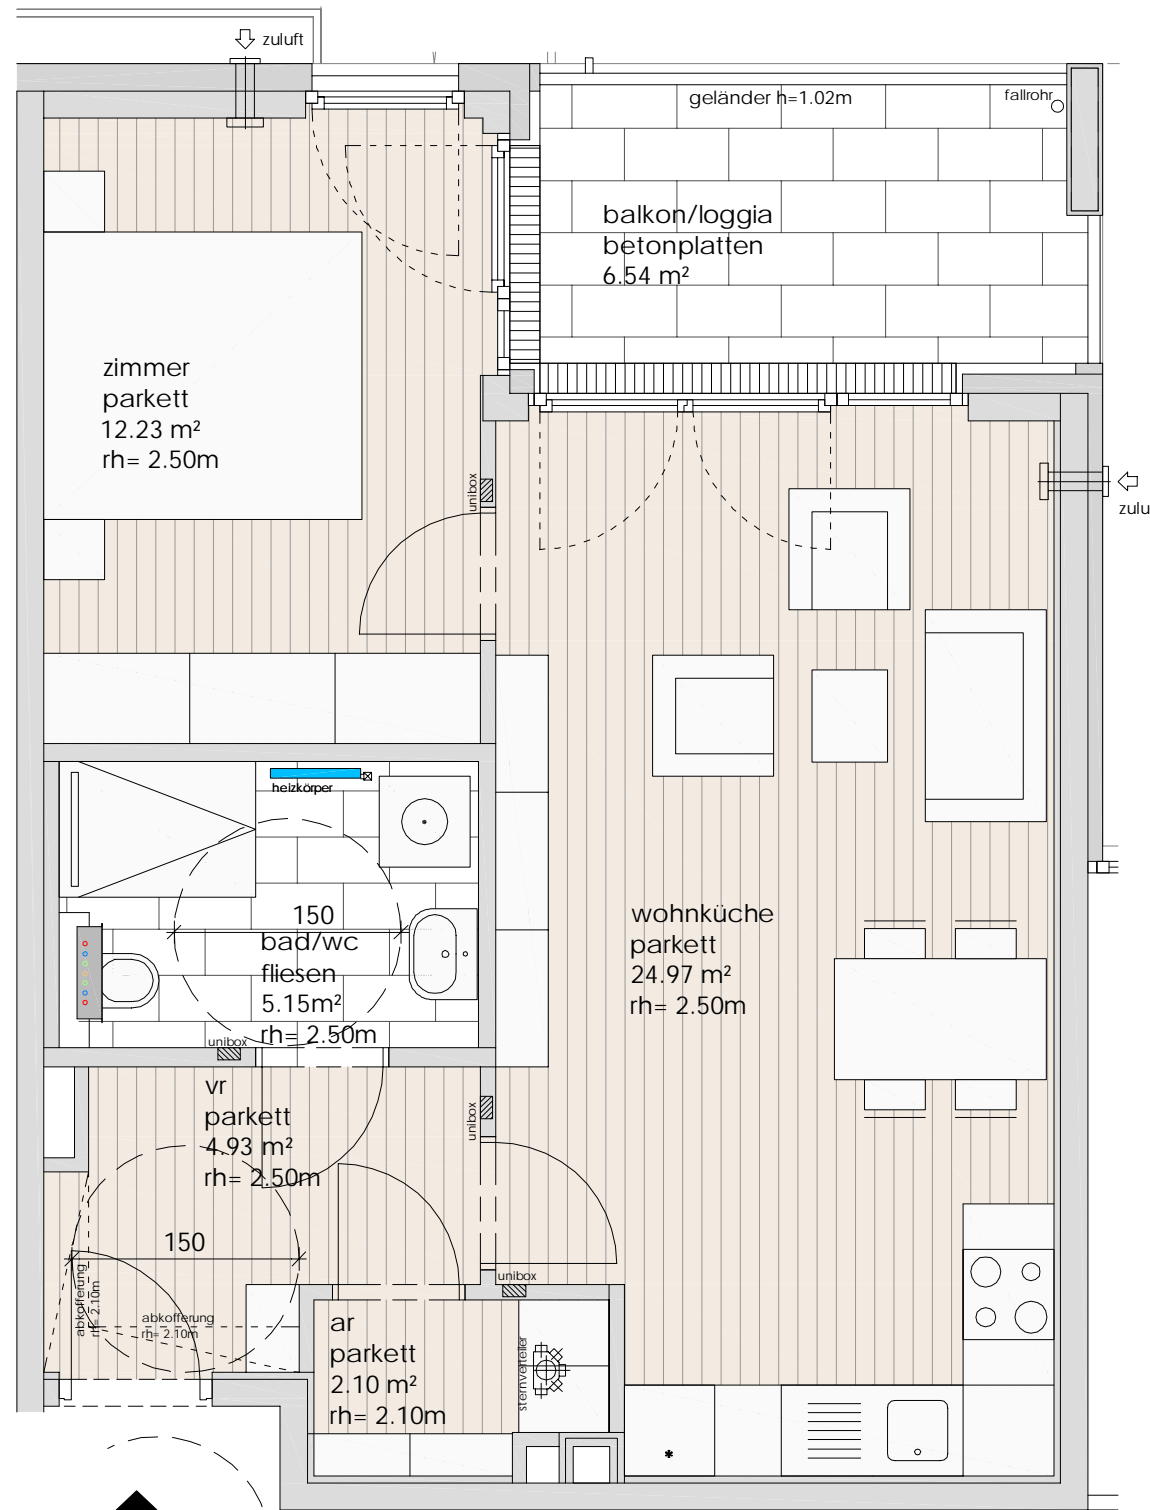 zuluft
geländer h=1.02m
fallrohr
balkon/loggia
betonplatten
6.54 m²
zimmer
parkett
12.23 m²
rh= 2.50m
unibox
zulu
heizkörper
150
bad/wc
fliesen
5.15m²
rh= 2.50m
unibox
wohnküche
parkett
24.97 m²
rh= 2.50m
vr
parkett
4.93 m²
rh= 2.50m
unibox
150
abkofferung
rh= 2.10m
abkofferung
rh= 2.10m
unibox
ar
parkett
2.10 m²
rh= 2.10m
sternverteiler